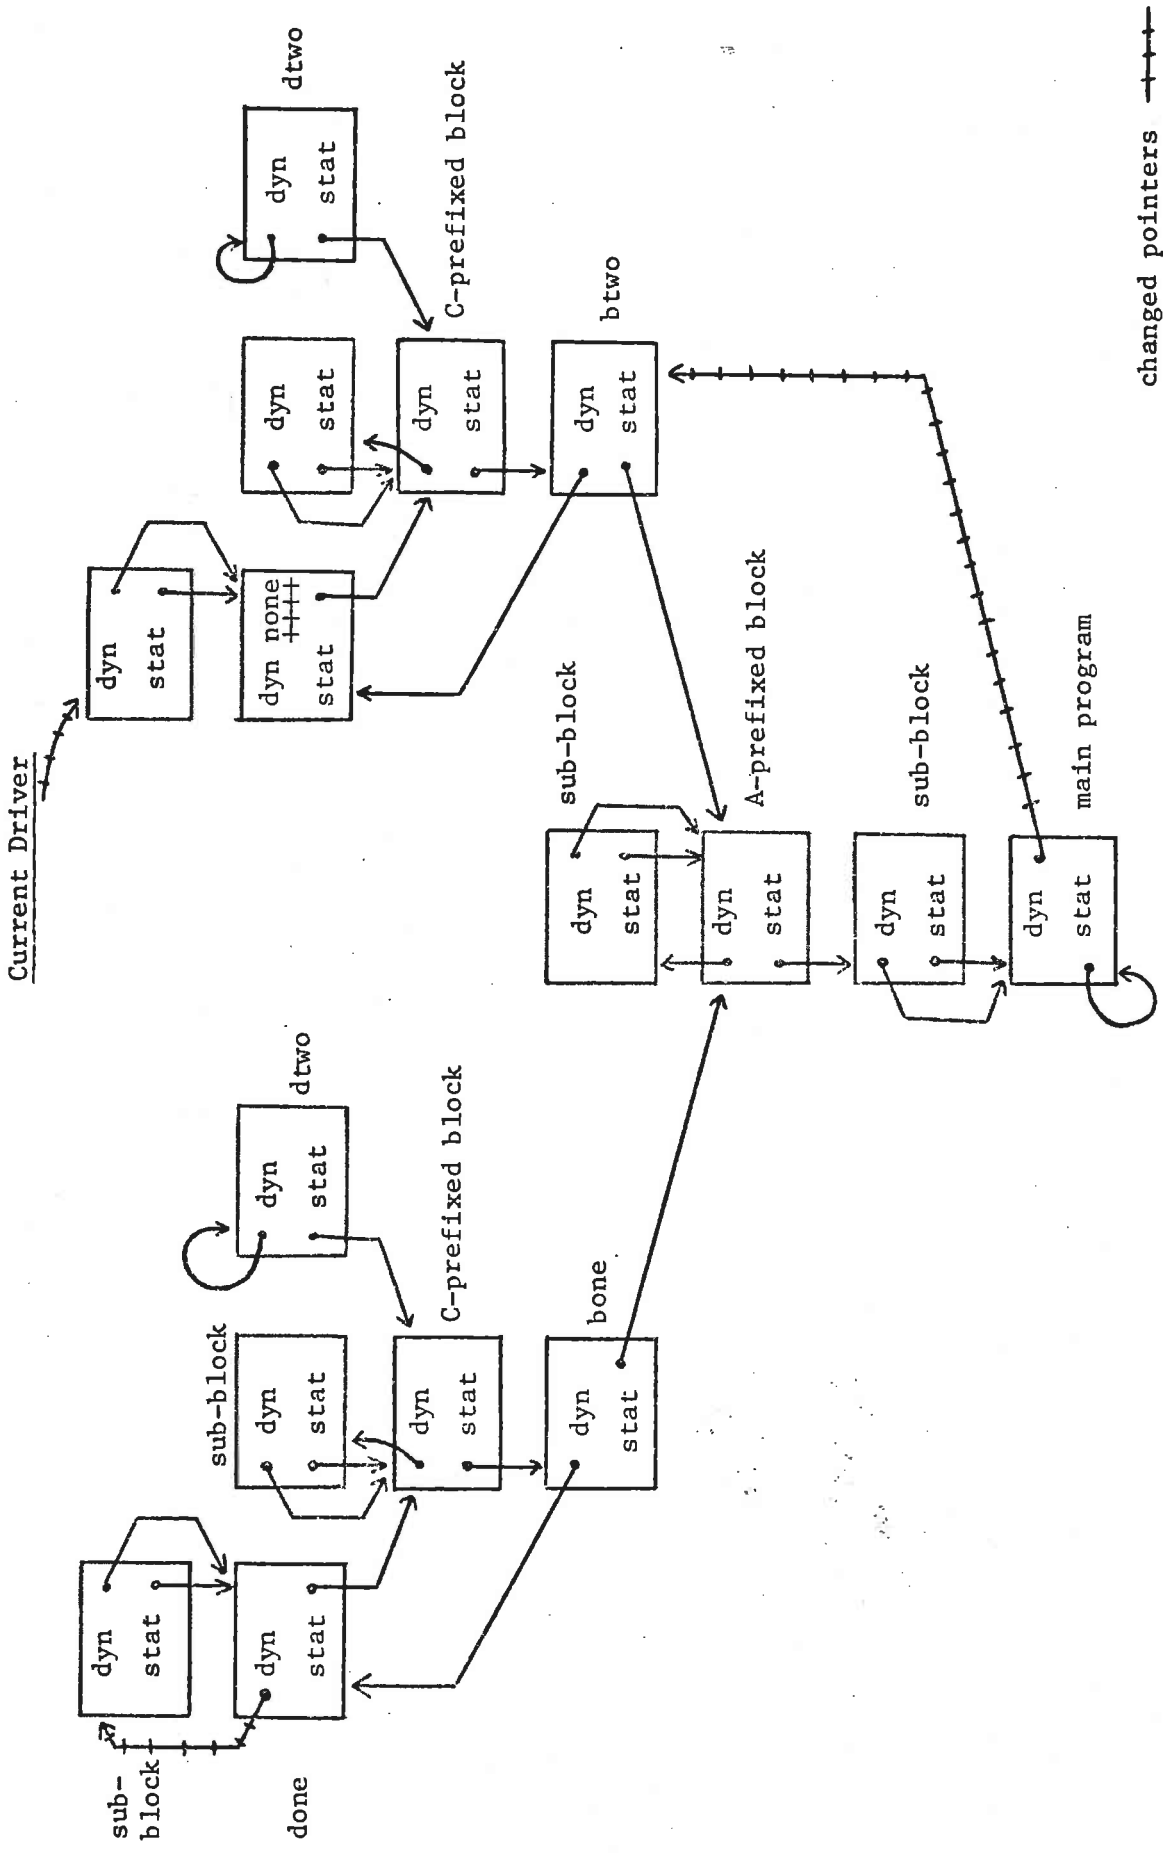 Current Driver
sub-
block
dyn
stat
dyn
stat
done
dyn
stat
sub-block
dyn
stat
dyn
stat
dtwo
dyn none
stat
dyn
stat
dyn
stat
dtwo
dyn
stat
C-prefixed block
dyn
stat
C-prefixed block
dyn
stat
bone
dyn
stat
sub-block
dyn
stat
btwo
dyn
stat
A-prefixed block
dyn
stat
sub-block
dyn
stat
main program
changed pointers